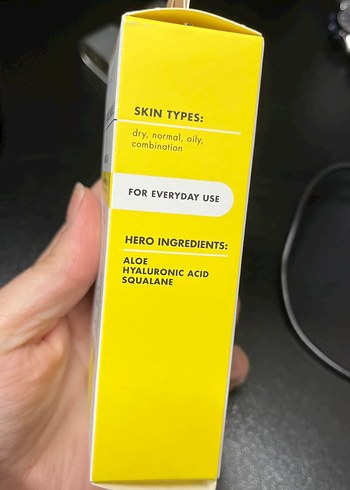 SKIN TYPES:
dry, normal, oily,
combination
FOR EVERYDAY USE
HERO INGREDIENTS:
ALOE
HYALURONIC ACID
SQUALANE